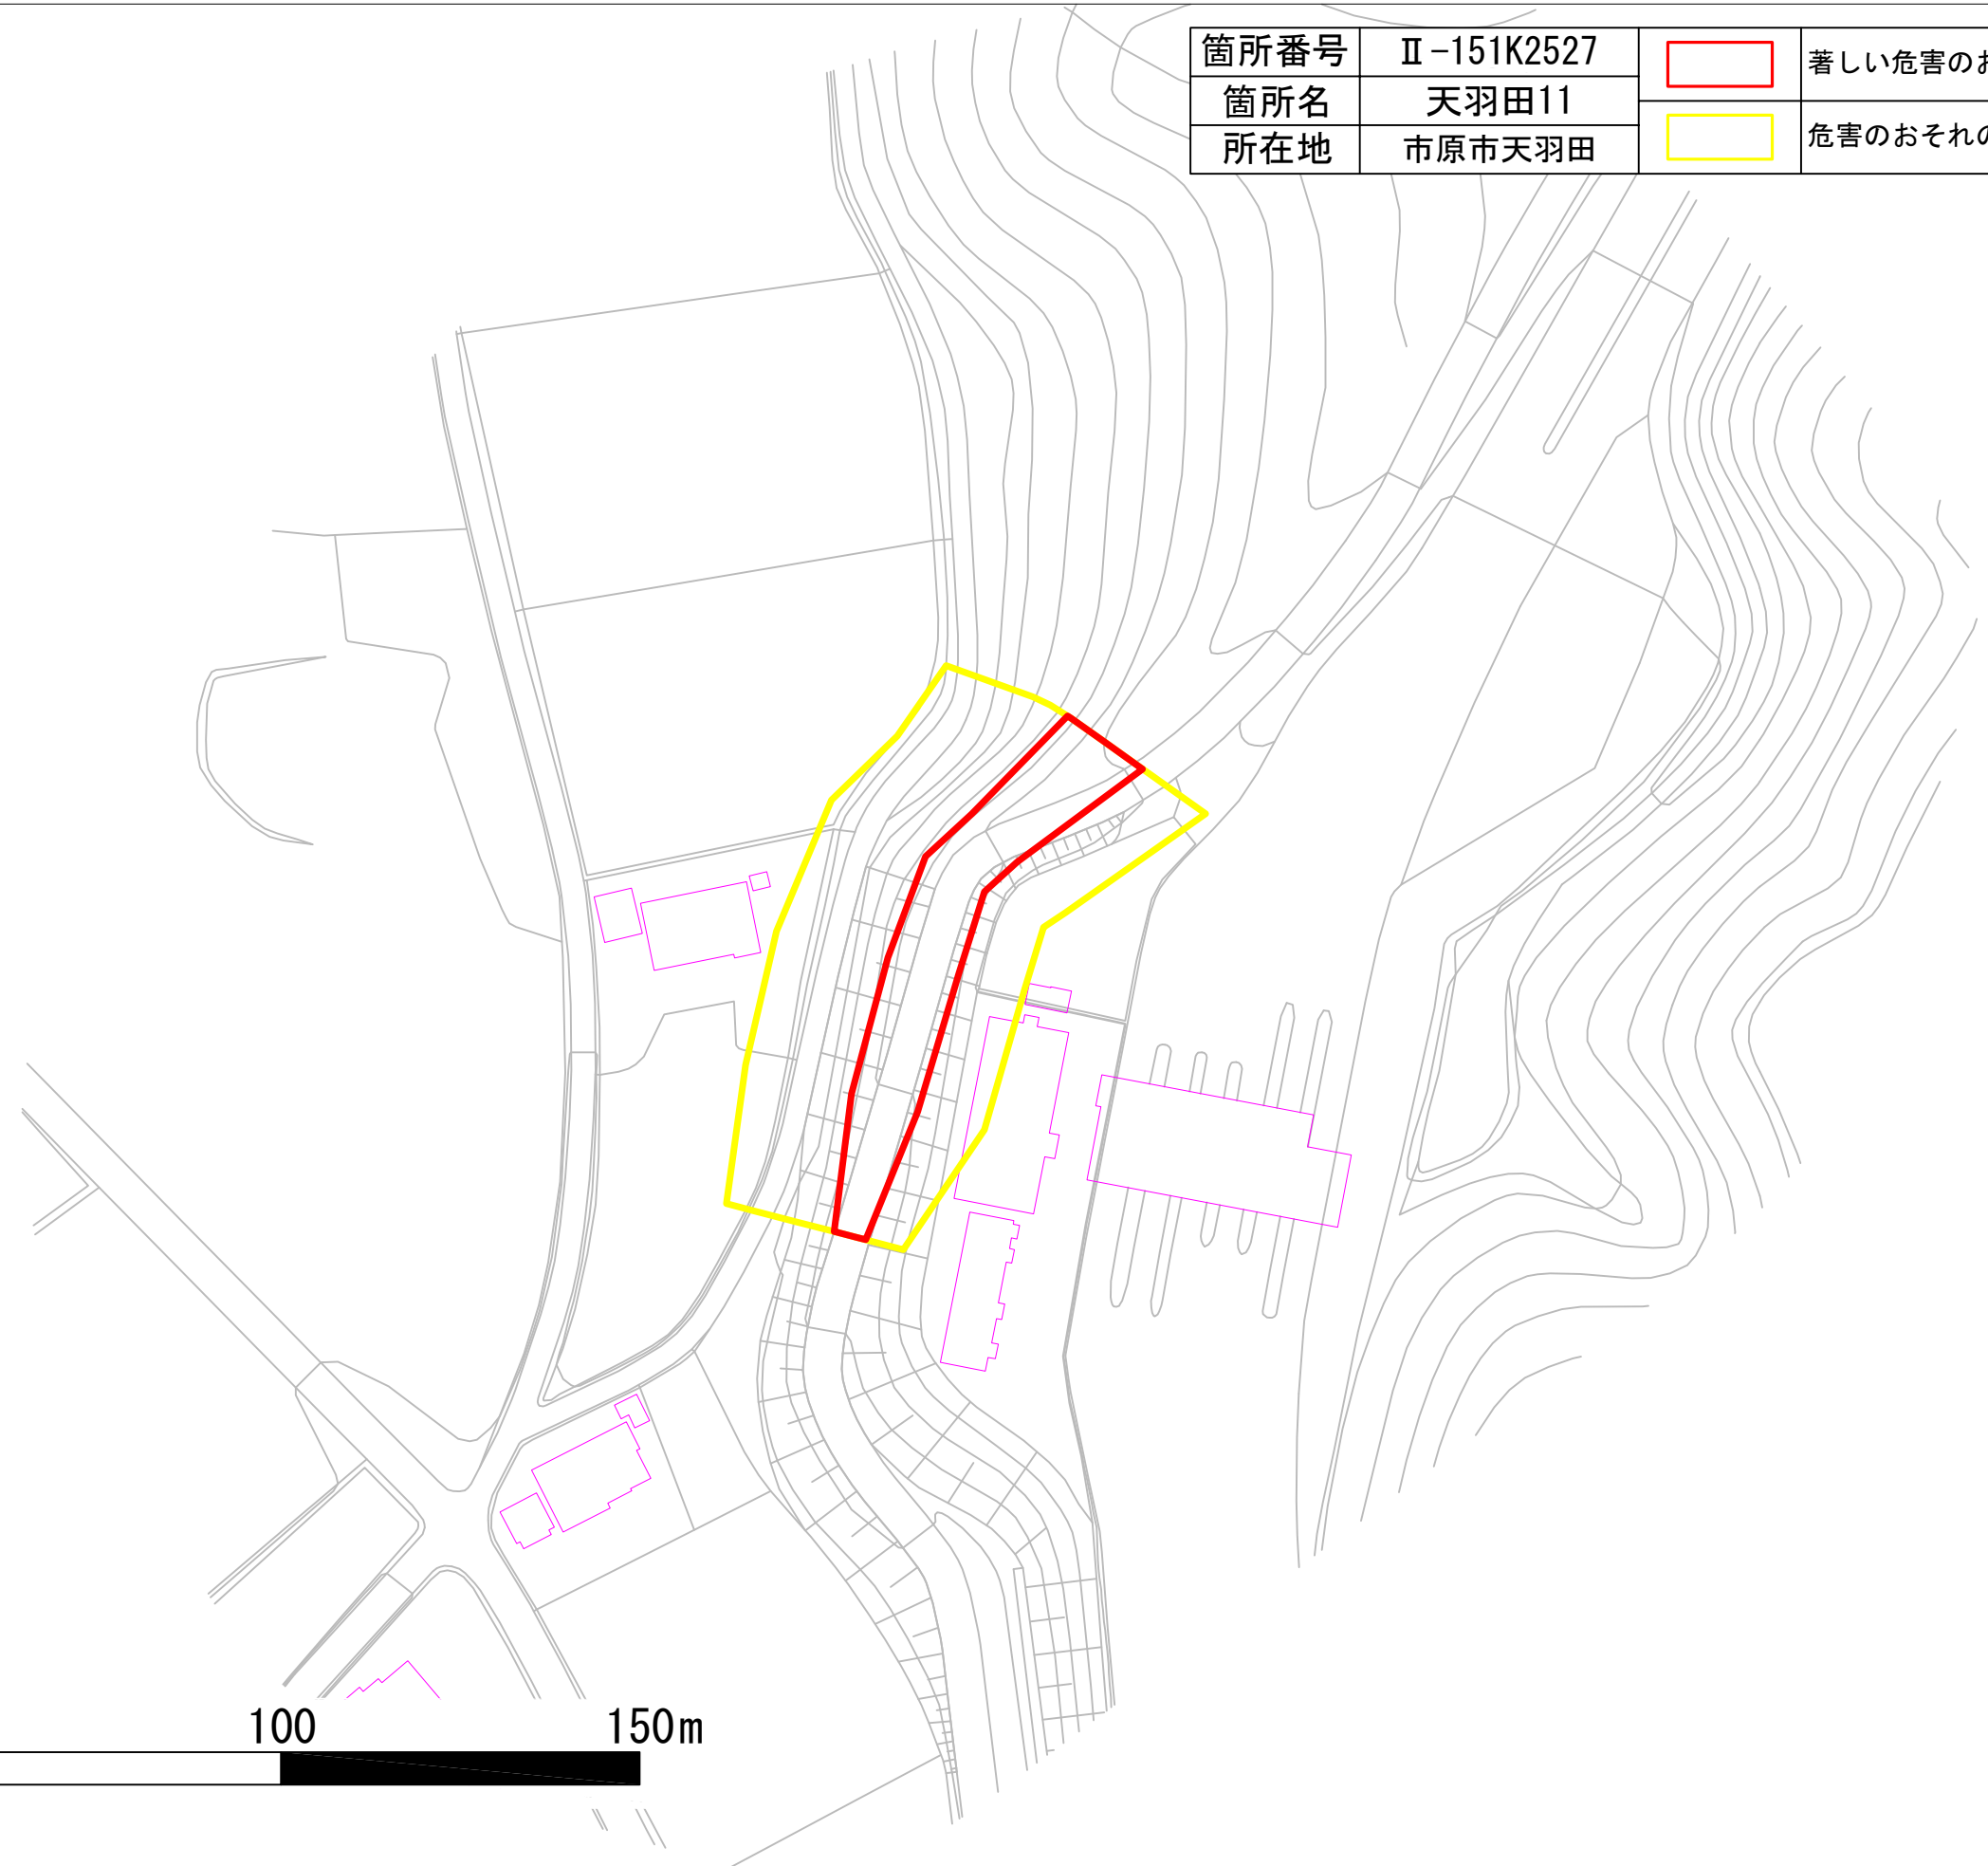 箇所番号 Ⅱ-151K2527
箇所名 天羽田11
所在地 市原市天羽田
著しい危害のお
危害のおそれの
100 150m